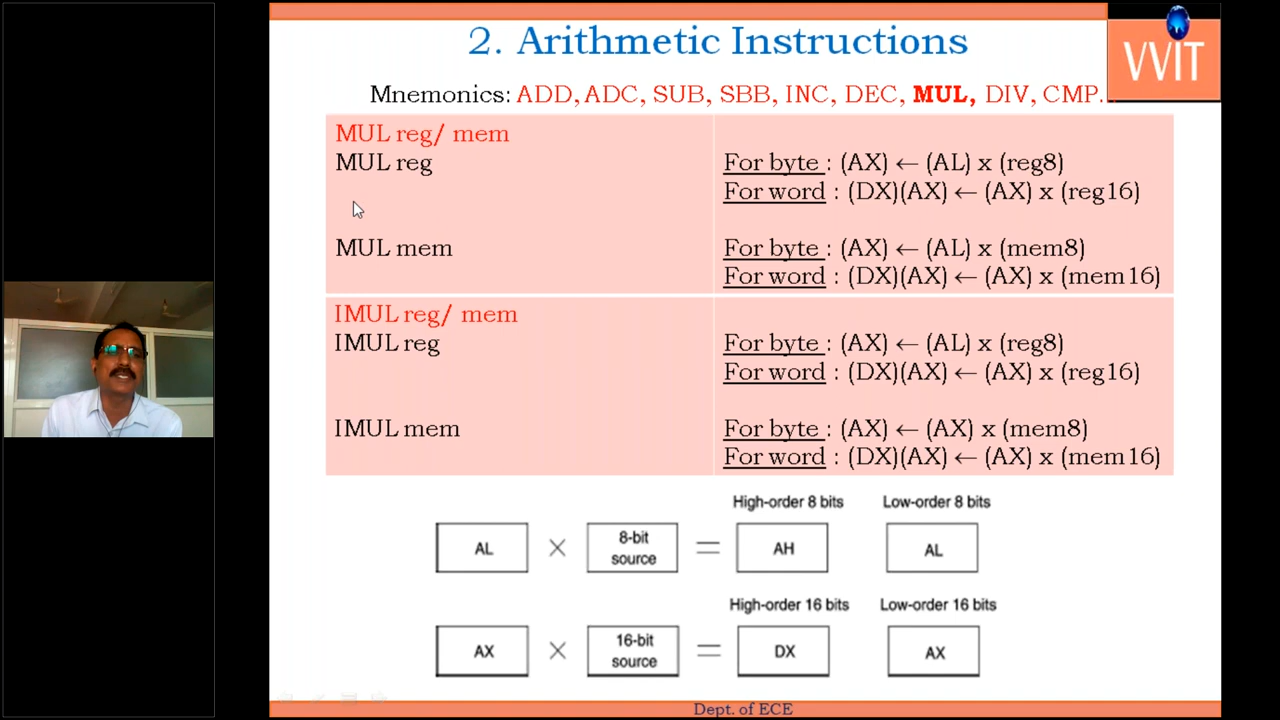 2. Arithmetic Instructions
VVIT
Mnemonics: ADD, ADC, SUB, SBB, INC, DEC, MUL, DIV, CMP…
MUL reg/ mem
MUL reg
For byte : (AX) ← (AL) x (reg8)
For word : (DX)(AX) ← (AX) x (reg16)
MUL mem
For byte : (AX) ← (AL) x (mem8)
For word : (DX)(AX) ← (AX) x (mem16)
IMUL reg/ mem
IMUL reg
For byte : (AX) ← (AL) x (reg8)
For word : (DX)(AX) ← (AX) x (reg16)
IMUL mem
For byte : (AX) ← (AX) x (mem8)
For word : (DX)(AX) ← (AX) x (mem16)
High-order 8 bits Low-order 8 bits
AL × 8-bit source = AH AL
High-order 16 bits Low-order 16 bits
AX × 16-bit source = DX AX
Dept. of ECE